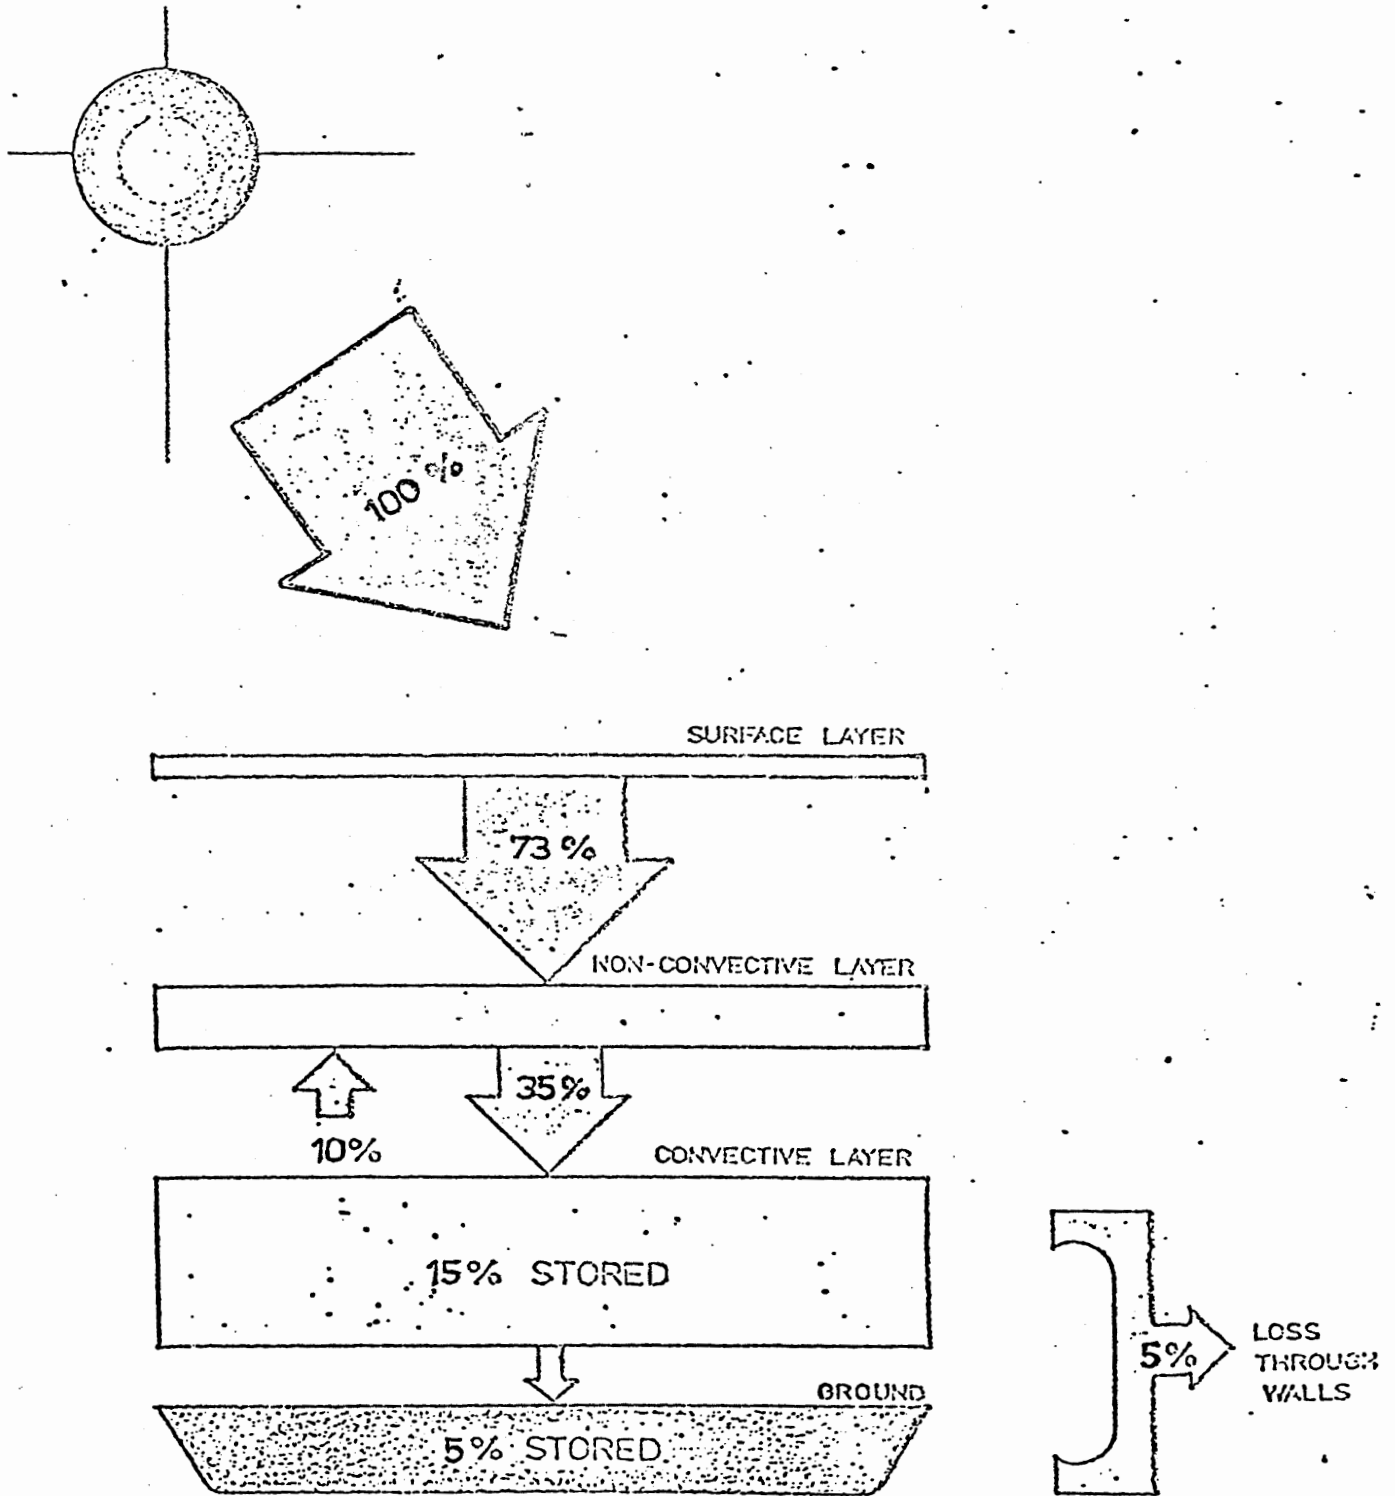 100 %
SURFACE LAYER
73 %
NON-CONVECTIVE LAYER
35%
10%
CONVECTIVE LAYER
15% STORED
5%
LOSS
THROUGH
WALLS
GROUND
5% STORED